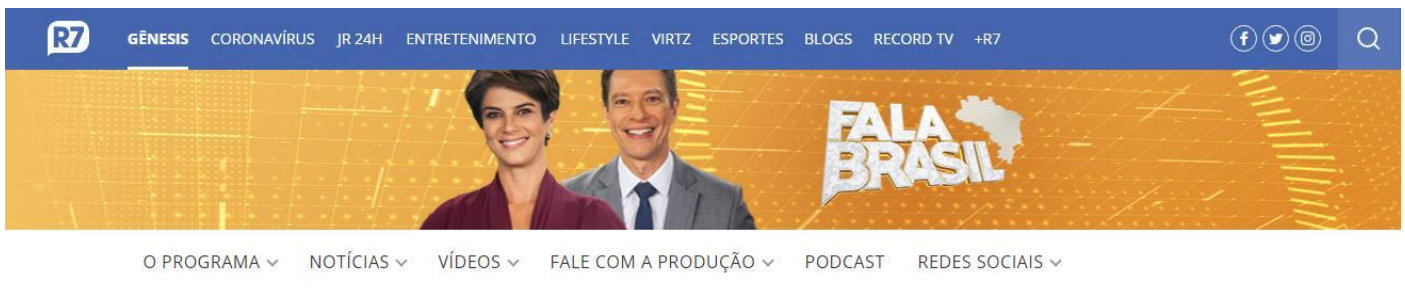 R7 GÊNESIS CORONAVÍRUS JR 24H ENTRETENIMENTO LIFESTYLE VIRTZ ESPORTES BLOGS RECORD TV +R7
FALA
BRASIL
O PROGRAMA NOTÍCIAS VÍDEOS FALE COM A PRODUÇÃO PODCAST REDES SOCIAIS